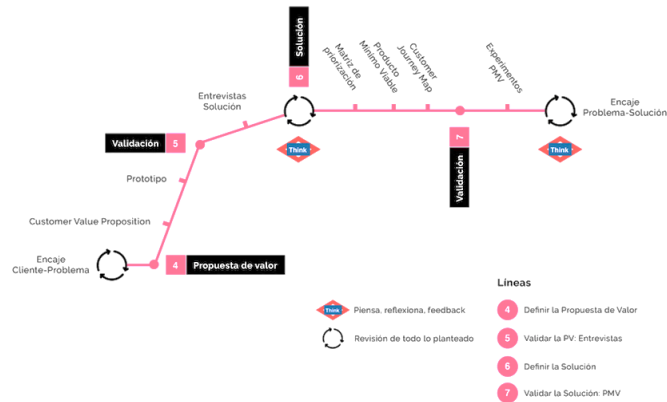 Solución
6
Matriz de
priorización
Producto
Mínimo Viable
Customer
Journey Map
Experimentos
PMV
Entrevistas
Solución
Encaje
Problema-Solución
Validación
5
Think
7
Validación
Think
Prototipo
Customer Value Proposition
Encaje
Cliente-Problema
4
Propuesta de valor
Líneas
Think
Piensa, reflexiona, feedback
Revisión de todo lo planteado
4
Definir la Propuesta de Valor
5
Validar la PV: Entrevistas
6
Definir la Solución
7
Validar la Solución: PMV